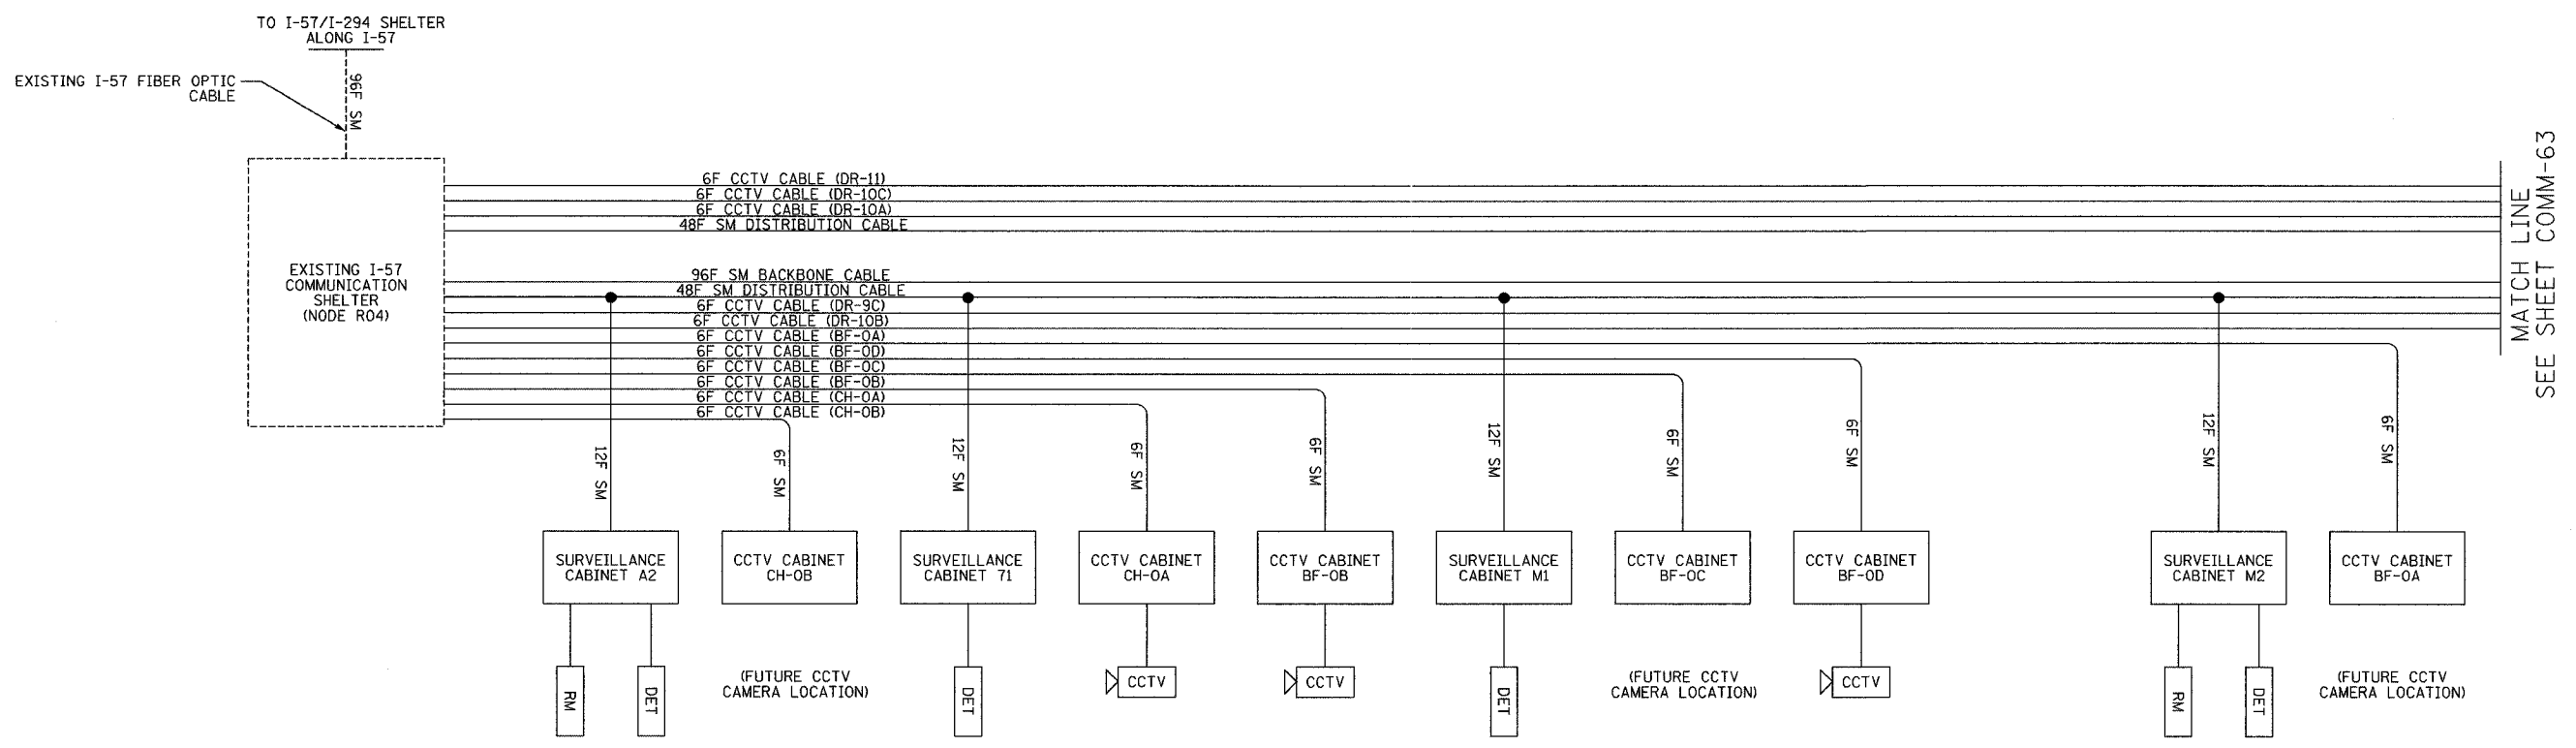 TO I-57/I-294 SHELTER
ALONG I-57
EXISTING I-57 FIBER OPTIC
CABLE
96F SM
EXISTING I-57
COMMUNICATION
SHELTER
(NODE R04)
6F CCTV CABLE (DR-11)
6F CCTV CABLE (DR-10C)
6F CCTV CABLE (DR-10A)
48F SM DISTRIBUTION CABLE
96F SM BACKBONE CABLE
48F SM DISTRIBUTION CABLE
6F CCTV CABLE (DR-9C)
6F CCTV CABLE (DR-10B)
6F CCTV CABLE (BF-0A)
6F CCTV CABLE (BF-0D)
6F CCTV CABLE (BF-0C)
6F CCTV CABLE (BF-0B)
6F CCTV CABLE (CH-0A)
6F CCTV CABLE (CH-0B)
MATCH LINE
SEE SHEET COMM-63
12F SM
6F SM
12F SM
6F SM
6F SM
12F SM
6F SM
6F SM
12F SM
6F SM
SURVEILLANCE
CABINET A2
CCTV CABINET
CH-0B
SURVEILLANCE
CABINET 71
CCTV CABINET
CH-0A
CCTV CABINET
BF-0B
SURVEILLANCE
CABINET M1
CCTV CABINET
BF-0C
CCTV CABINET
BF-0D
SURVEILLANCE
CABINET M2
CCTV CABINET
BF-0A
RM
DET
(FUTURE CCTV
CAMERA LOCATION)
DET
CCTV
CCTV
DET
(FUTURE CCTV
CAMERA LOCATION)
CCTV
RM
DET
(FUTURE CCTV
CAMERA LOCATION)